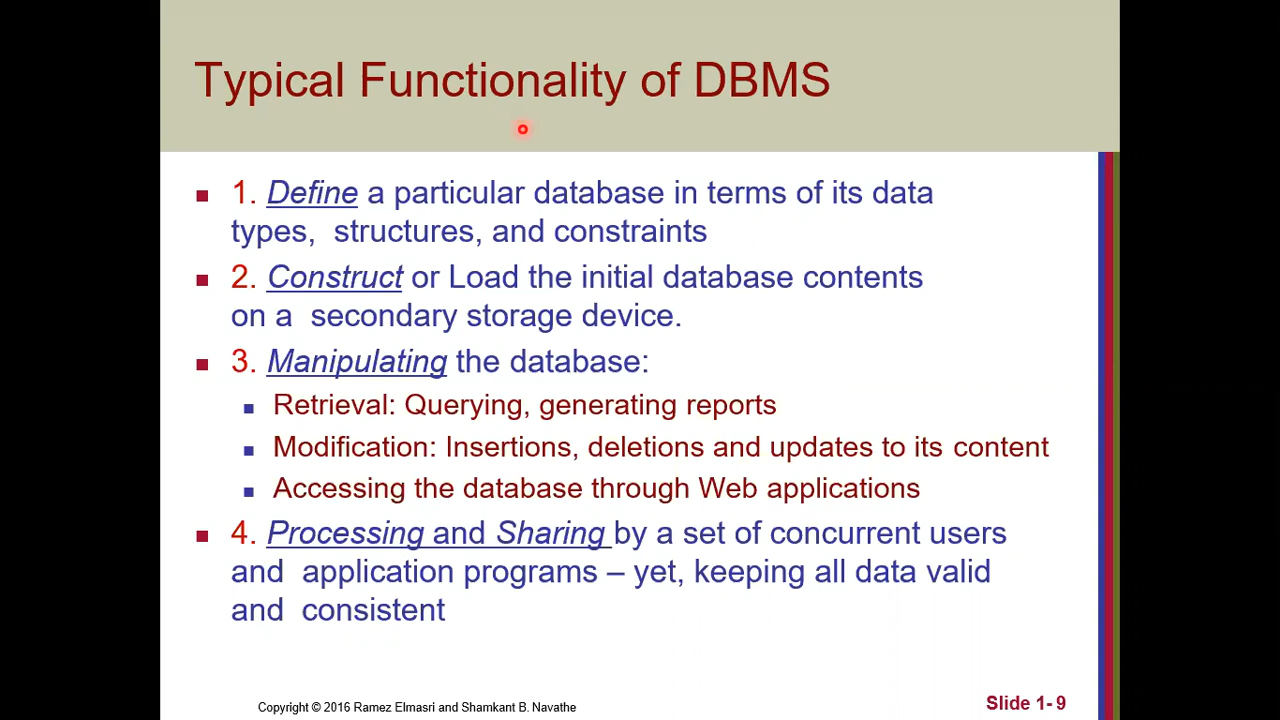 Typical Functionality of DBMS
1. Define a particular database in terms of its data
types, structures, and constraints
2. Construct or Load the initial database contents
on a secondary storage device.
3. Manipulating the database:
Retrieval: Querying, generating reports
Modification: Insertions, deletions and updates to its content
Accessing the database through Web applications
4. Processing and Sharing by a set of concurrent users
and application programs – yet, keeping all data valid
and consistent
Copyright © 2016 Ramez Elmasri and Shamkant B. Navathe
Slide 1- 9